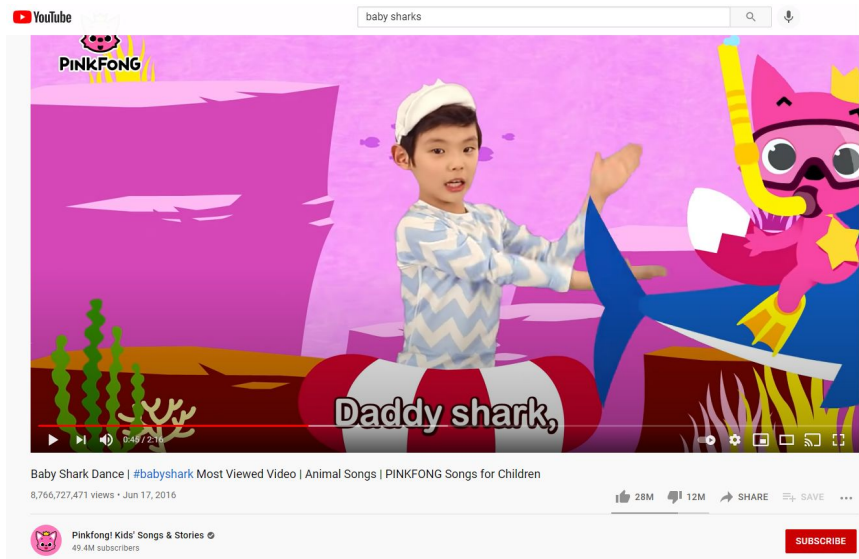 YouTube
baby sharks
PINKFONG
Daddy shark,
0:45 / 2:16
Baby Shark Dance | #babyshark Most Viewed Video | Animal Songs | PINKFONG Songs for Children
8,766,727,471 views • Jun 17, 2016
28M 12M SHARE SAVE
Pinkfong! Kids' Songs & Stories
49.4M subscribers
SUBSCRIBE